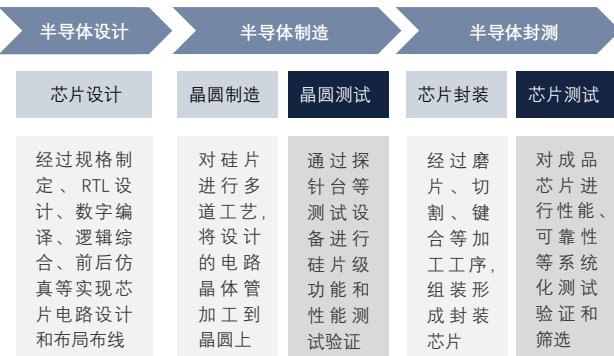 半导体设计
半导体制造
半导体封测
芯片设计
晶圆制造
晶圆测试
芯片封装
芯片测试
经过规格制
定、RTL设
计、数字编
译、逻辑综
合、前后仿
真等实现芯
片电路设计
和布局布线
对硅片
进行多
道工艺，
将设计
的电路
晶体管
加工到
晶圆上
通过探
针台等
测试设
备进行
硅片级
功能和
性能测
试验证
经过磨
片、切
割、键
合等加
工工序，
组装形
成封装
芯片
对成品
芯片进
行性能、
可靠性
等系统
化测试
验证和
筛选